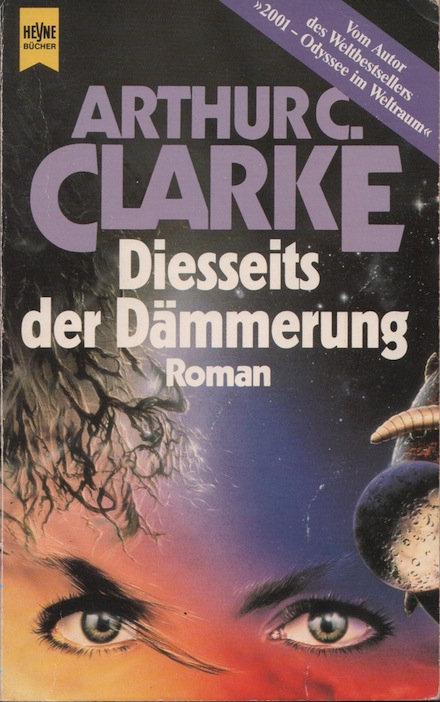 HEYNE
BÜCHER
Vom Autor
des Weltbestsellers
»2001 – Odyssee im Weltraum«
ARTHUR C.
CLARKE
Diesseits
der Dämmerung
Roman